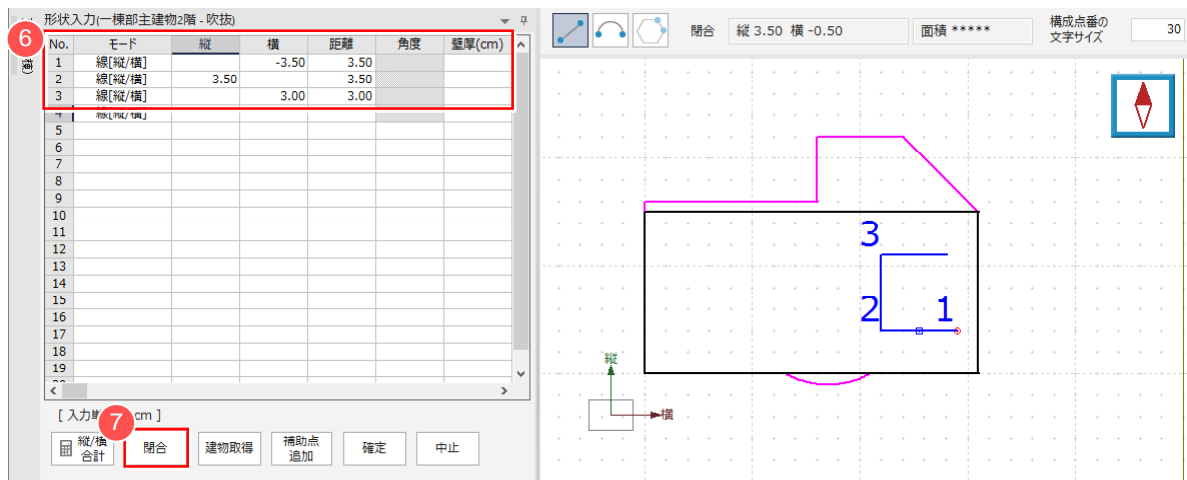 形状入力(一棟部主建物2階 - 吹抜)
6
No. モード 縦 横 距離 角度 壁厚(cm)
1 線[縦/横] -3.50 3.50
2 線[縦/横] 3.50 3.50
3 線[縦/横] 3.00 3.00
4 線[縦/横]
5
6
7
8
9
10
11
12
13
14
15
16
17
18
19
7
縦/横
合計
閉合
建物取得
補助点
追加
確定
中止
閉合 縦 3.50 横 -0.50
面積 *****
構成点番の
文字サイズ
30
3
2
1
縦
横